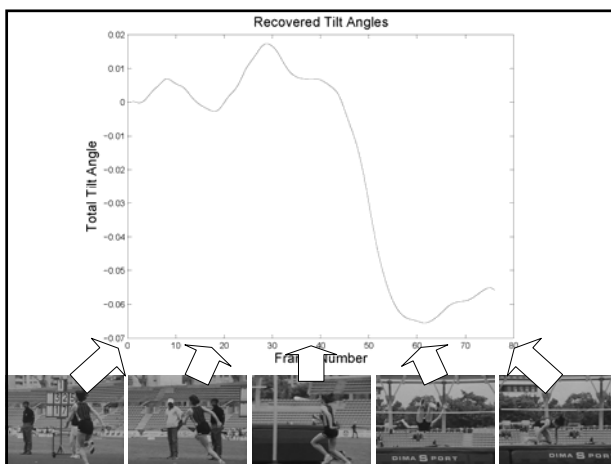 Recovered Tilt Angles
0.02
0.01
0
-0.01
-0.02
-0.03
-0.04
-0.05
-0.06
-0.07
Total Tilt Angle
0 10 20 30 40 50 60 70 80
Number
DIMA SPORT
DIMA SPORT